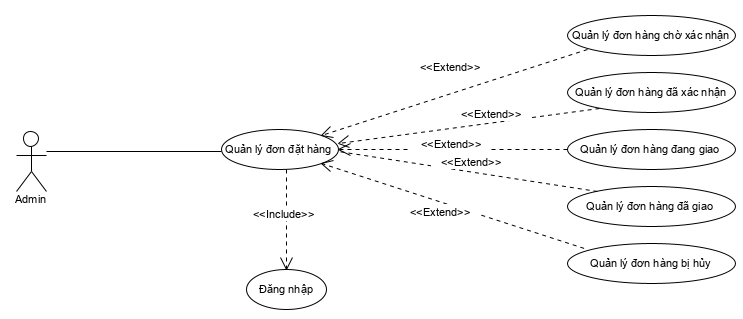 Quản lý đơn hàng chờ xác nhận
<<Extend>>
Quản lý đơn hàng đã xác nhận
<<Extend>>
Quản lý đơn đặt hàng
<<Extend>>
Quản lý đơn hàng đang giao
<<Extend>>
Admin
Quản lý đơn hàng đã giao
<<Include>>
<<Extend>>
Quản lý đơn hàng bị hủy
Đăng nhập